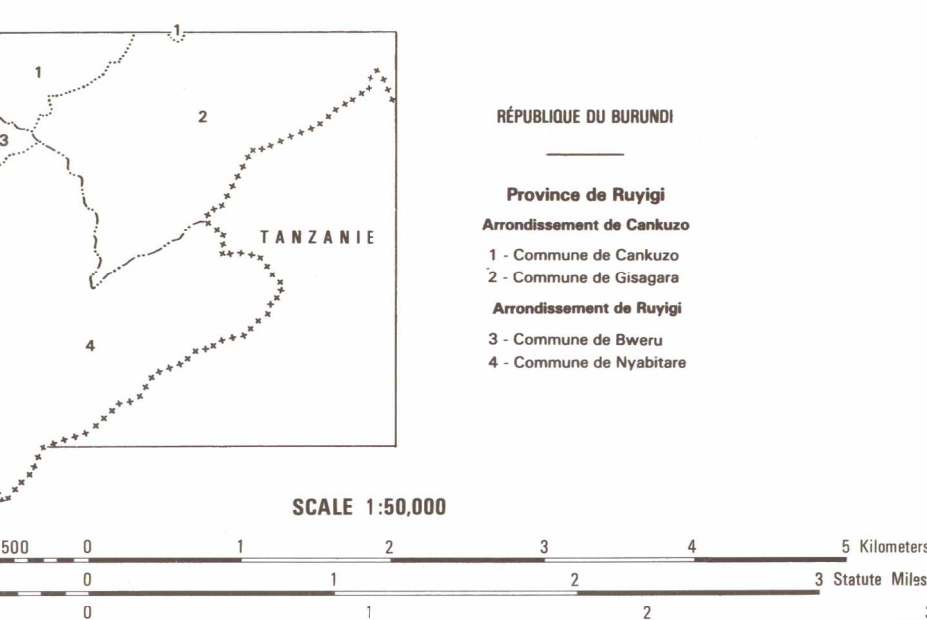 1
1
2
3
TANZANIE
4
RÉPUBLIQUE DU BURUNDI
Province de Ruyigi
Arrondissement de Cankuzo
1 - Commune de Cankuzo
2 - Commune de Gisagara
Arrondissement de Ruyigi
3 - Commune de Bweru
4 - Commune de Nyabitare
SCALE 1:50,000
500 0 1 2 3 4 5 Kilometers
0 1 2 3 Statute Miles
0 1 2 3